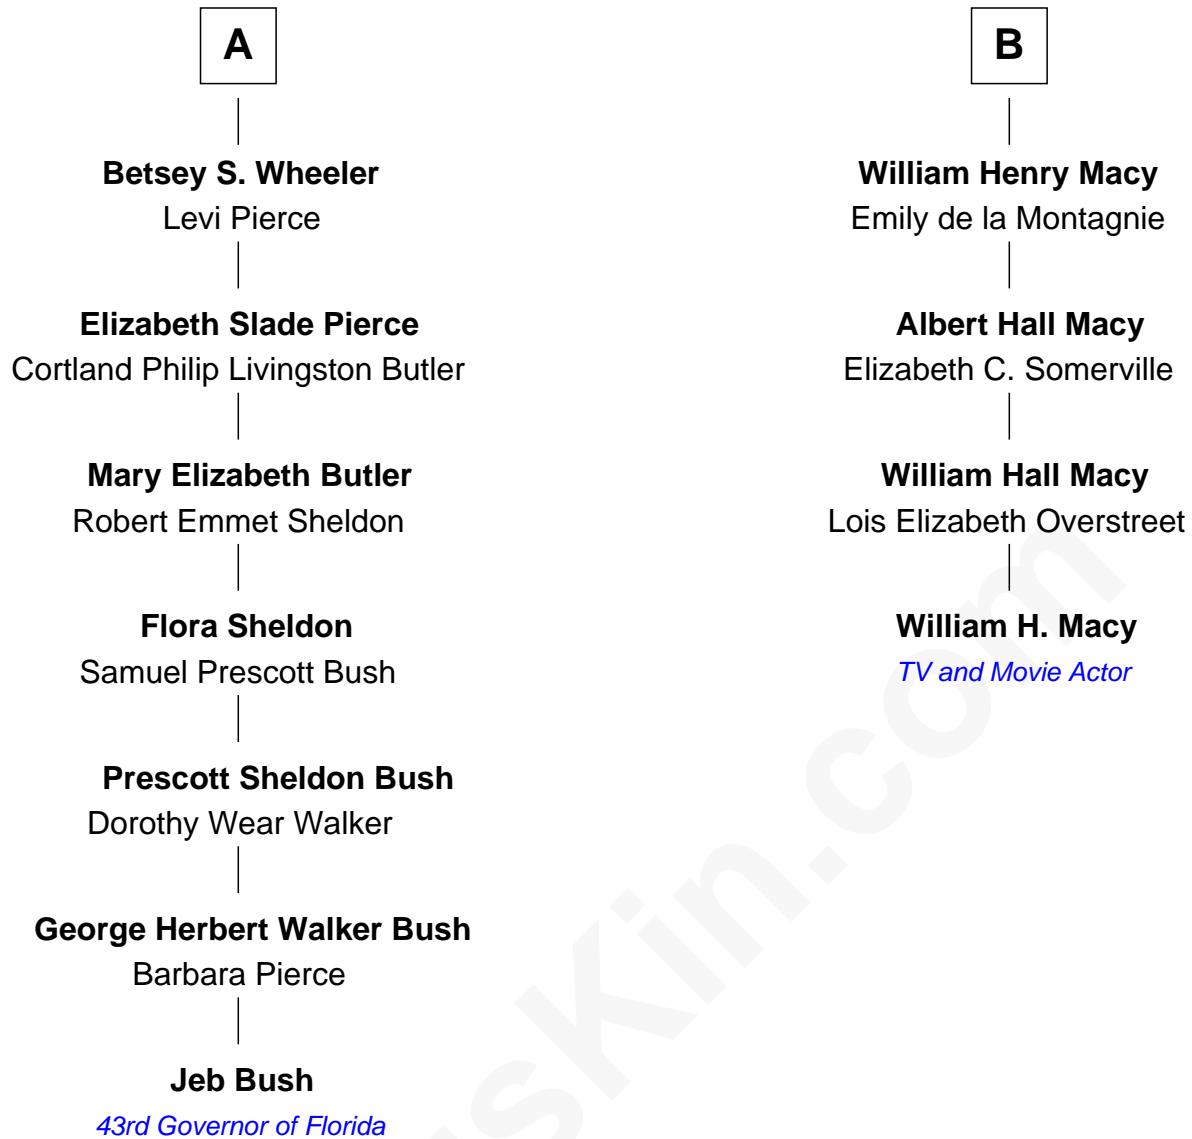 A
Betsey S. Wheeler
Levi Pierce
Elizabeth Slade Pierce
Cortland Philip Livingston Butler
Mary Elizabeth Butler
Robert Emmet Sheldon
Flora Sheldon
Samuel Prescott Bush
Prescott Sheldon Bush
Dorothy Wear Walker
George Herbert Walker Bush
Barbara Pierce
Jeb Bush
43rd Governor of Florida
B
William Henry Macy
Emily de la Montagnie
Albert Hall Macy
Elizabeth C. Somerville
William Hall Macy
Lois Elizabeth Overstreet
William H. Macy
TV and Movie Actor
sKin.com